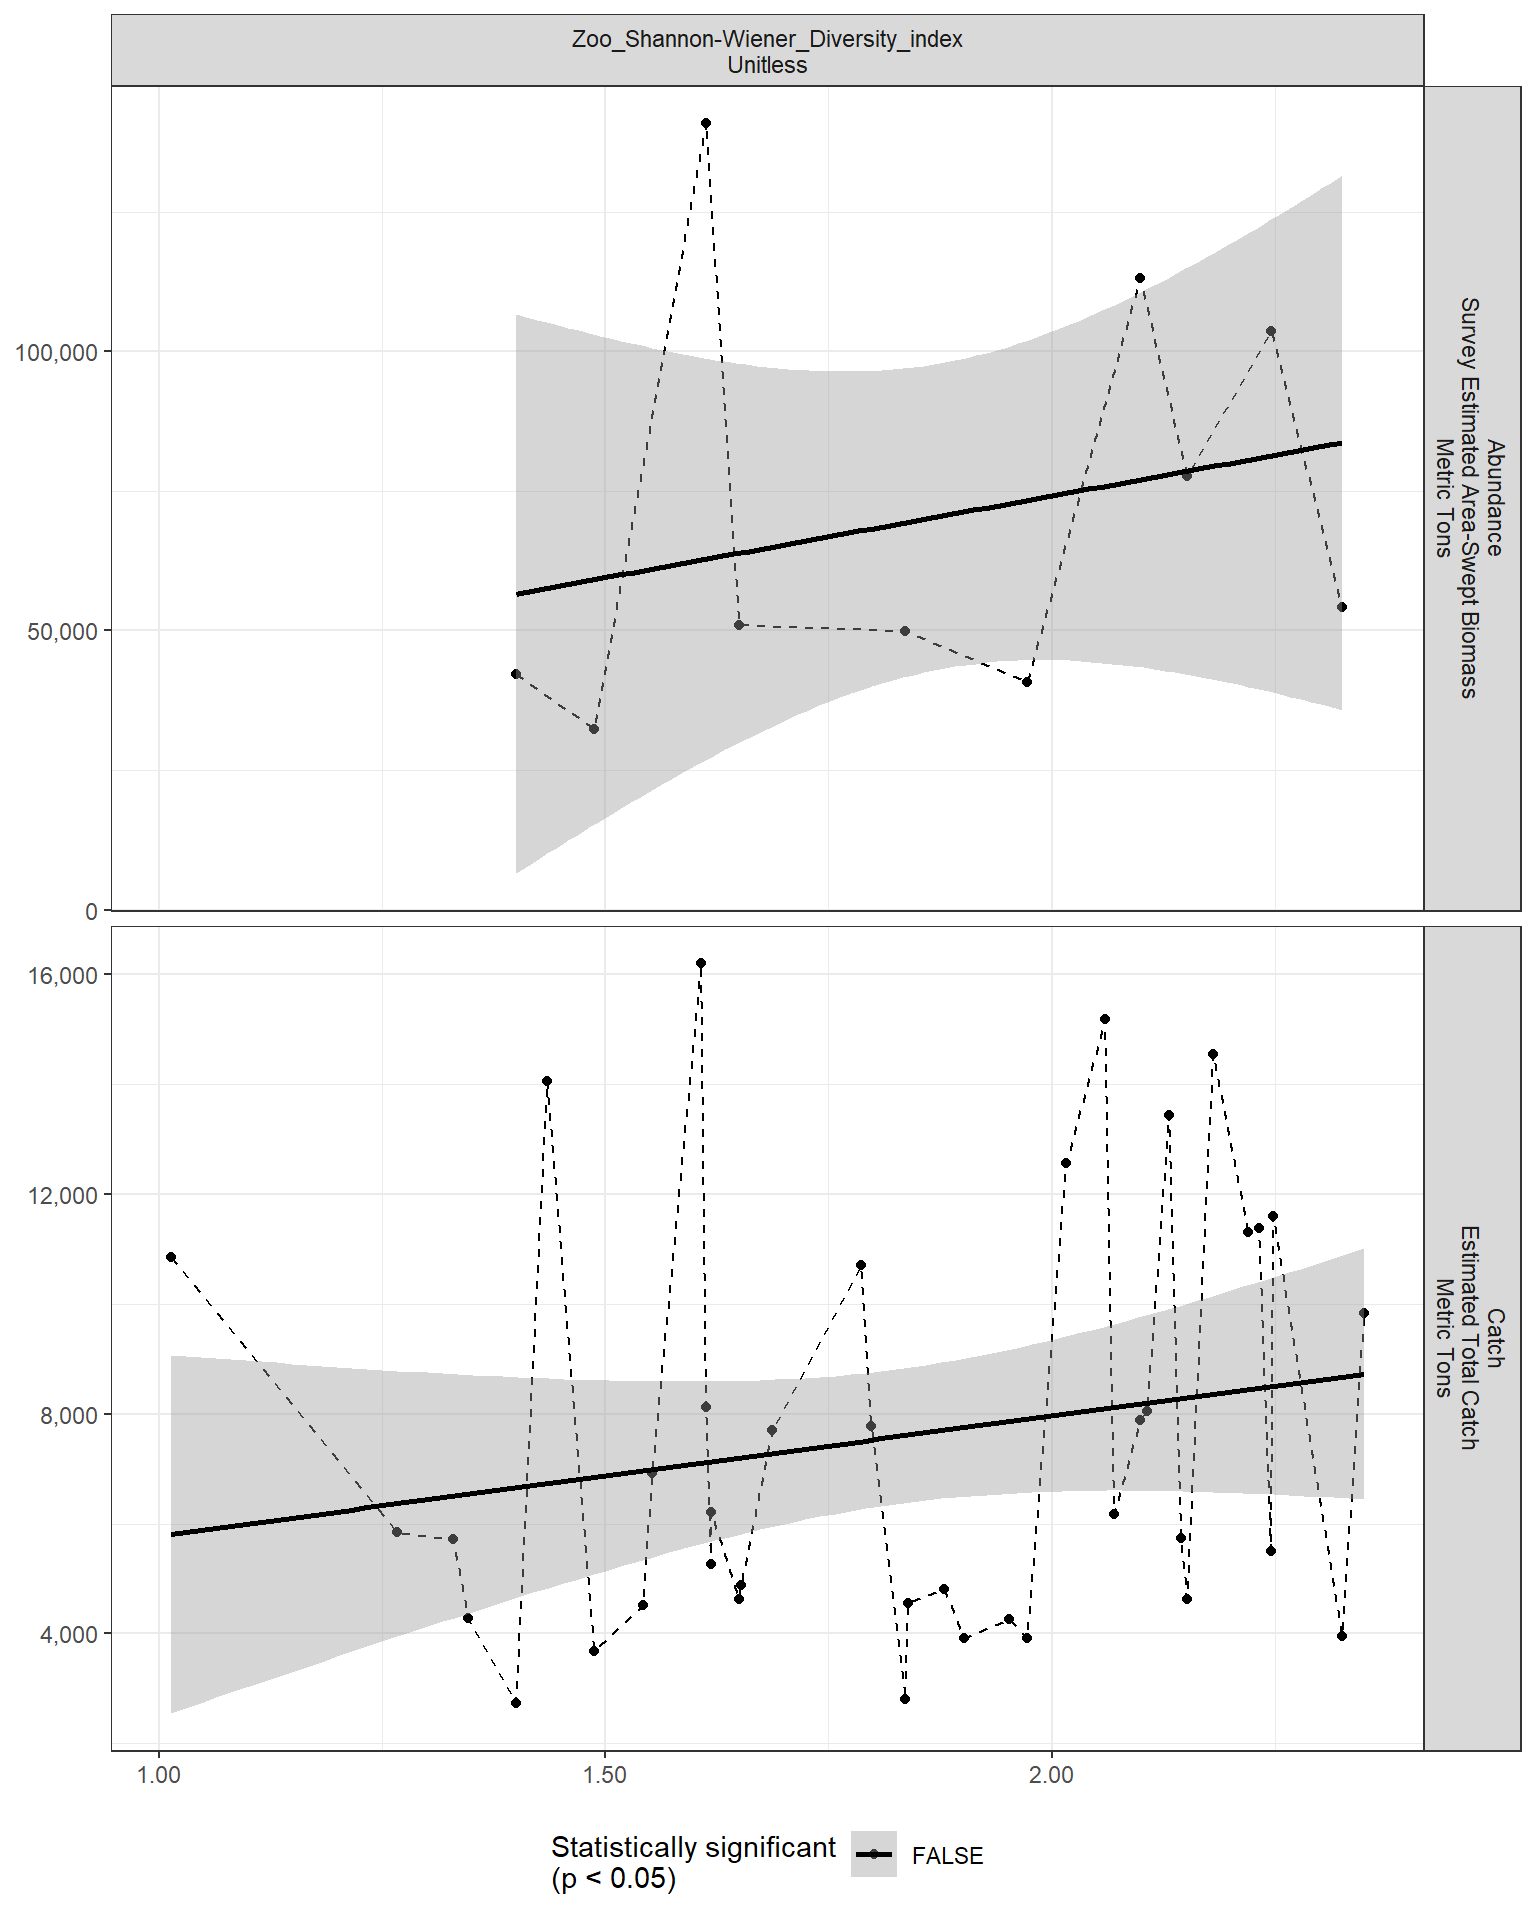 Zoo_Shannon-Wiener_Diversity_index
Unitless
100,000
50,000
0
Abundance
Survey Estimated Area-Swept Biomass
Metric Tons
16,000
12,000
8,000
4,000
Catch
Estimated Total Catch
Metric Tons
1.00
1.50
2.00
Statistically significant
(p < 0.05)
FALSE